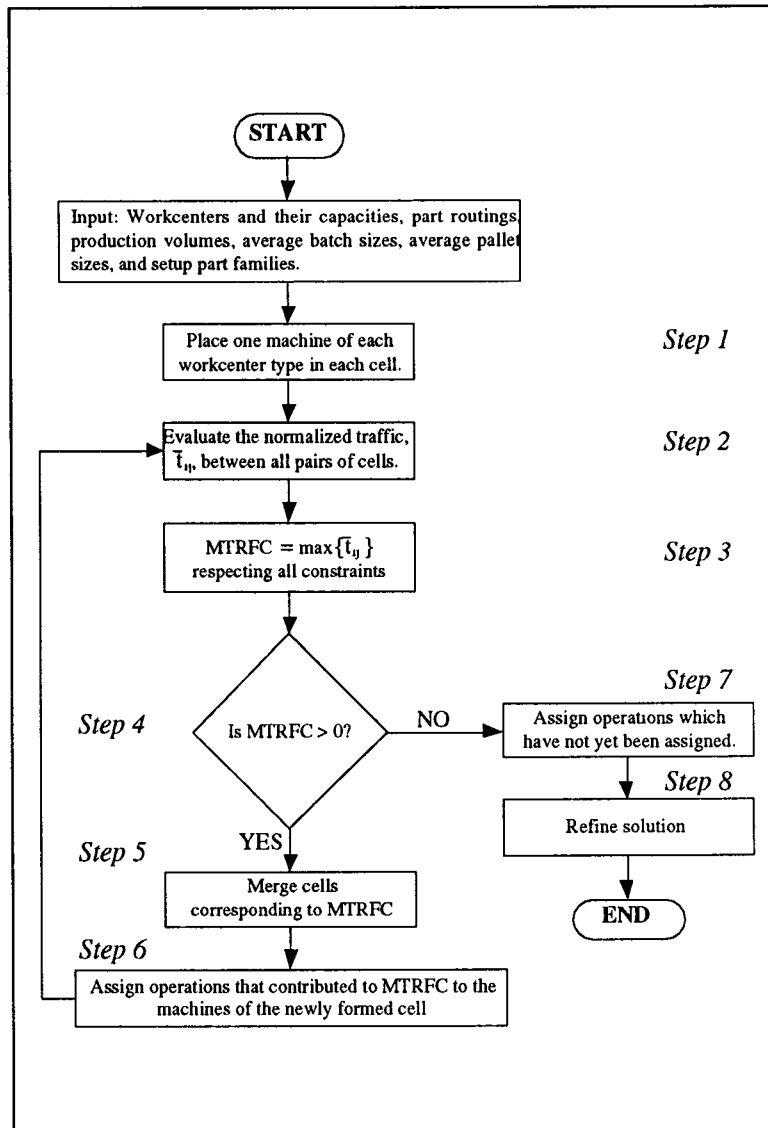 START
Input: Workcenters and their capacities, part routings,
production volumes, average batch sizes, average pallet
sizes, and setup part families.
Place one machine of each
workcenter type in each cell.
Step 1
Evaluate the normalized traffic,
t̄ij, between all pairs of cells.
Step 2
MTRFC = max{t̄ij}
respecting all constraints
Step 3
Step 4
Is MTRFC > 0?
NO
YES
Step 5
Merge cells
corresponding to MTRFC
Step 6
Assign operations that contributed to MTRFC to the
machines of the newly formed cell
Step 7
Assign operations which
have not yet been assigned.
Step 8
Refine solution
END